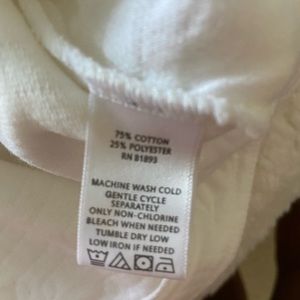 75% COTTON
25% POLYESTER
RN 81893
MACHINE WASH COLD
GENTLE CYCLE
SEPARATELY
ONLY NON-CHLORINE
BLEACH WHEN NEEDED
TUMBLE DRY LOW
LOW IRON IF NEEDED